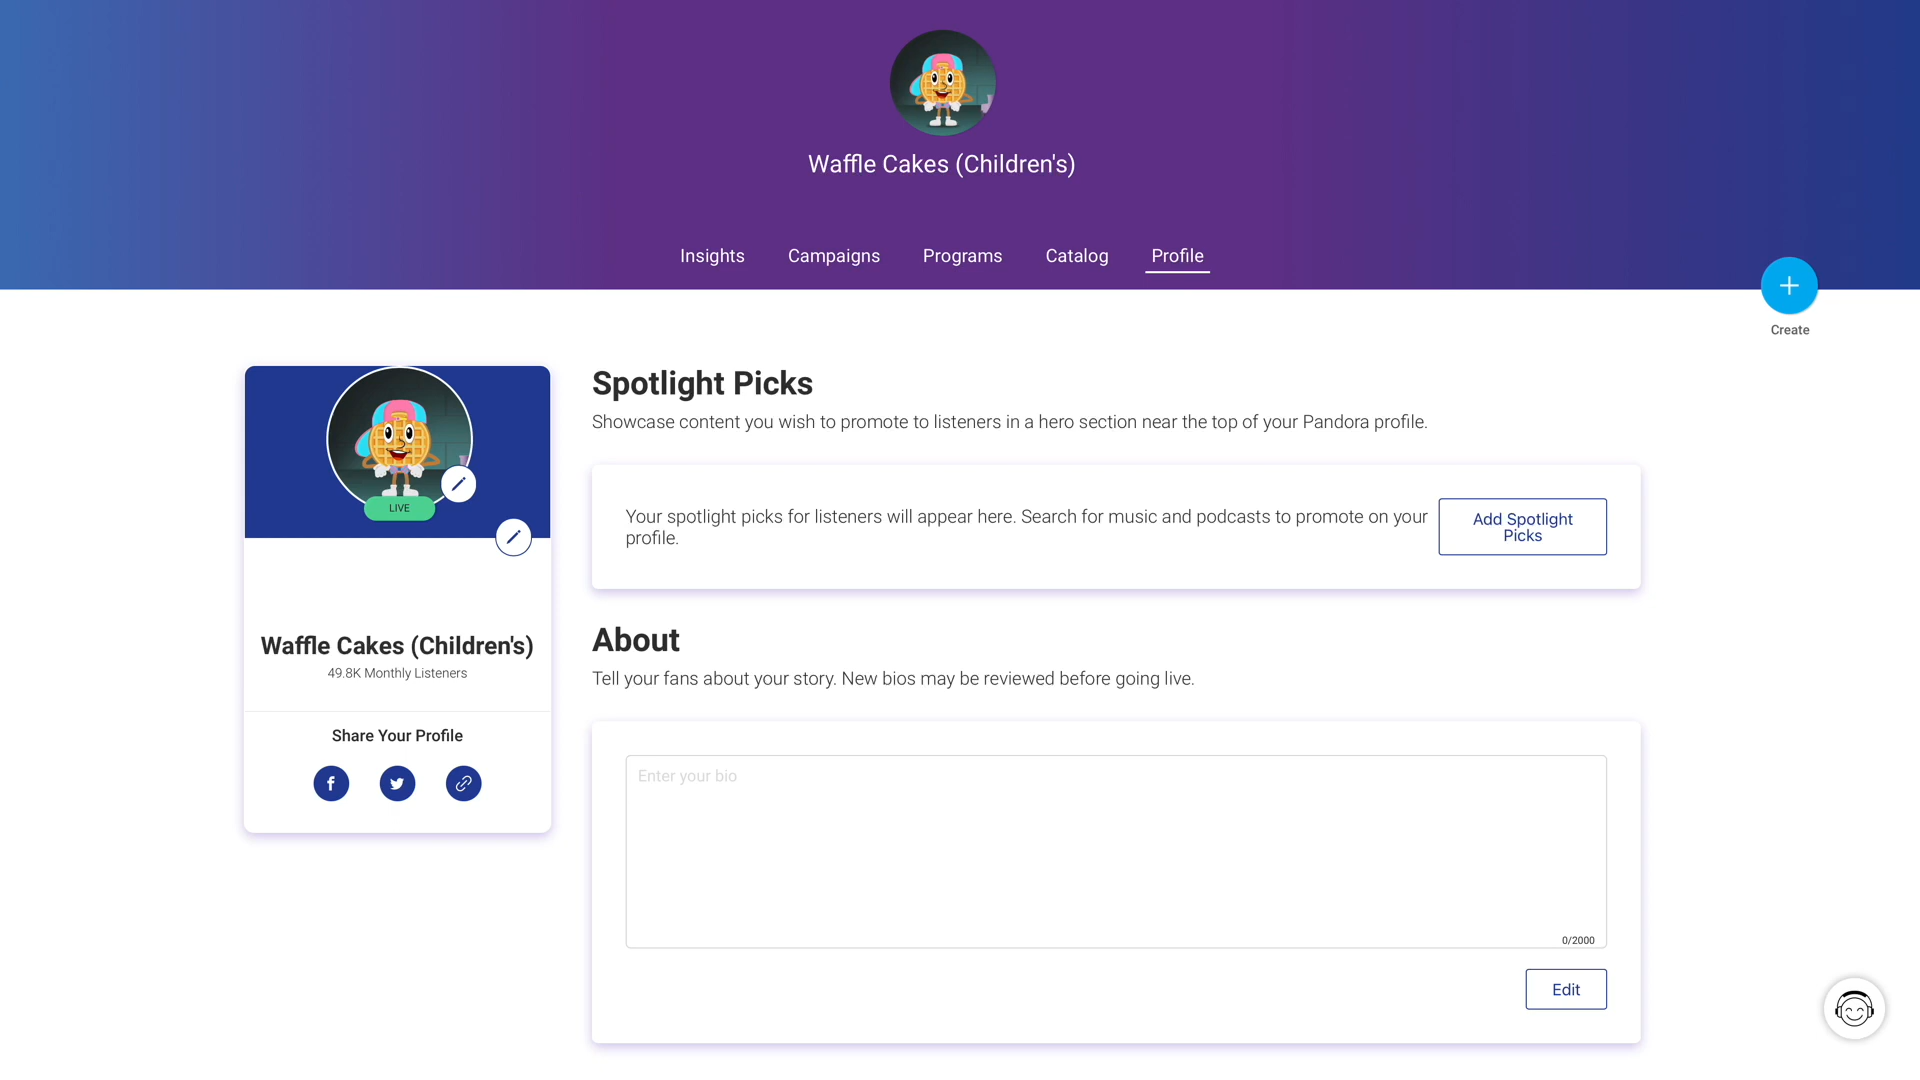 Waffle Cakes (Children's)
Insights
Campaigns
Programs
Catalog
Profile
Create
LIVE
Waffle Cakes (Children's)
49.8K Monthly Listeners
Share Your Profile
Spotlight Picks
Showcase content you wish to promote to listeners in a hero section near the top of your Pandora profile.
Your spotlight picks for listeners will appear here. Search for music and podcasts to promote on your
profile.
Add Spotlight
Picks
About
Tell your fans about your story. New bios may be reviewed before going live.
Enter your bio
0/2000
Edit